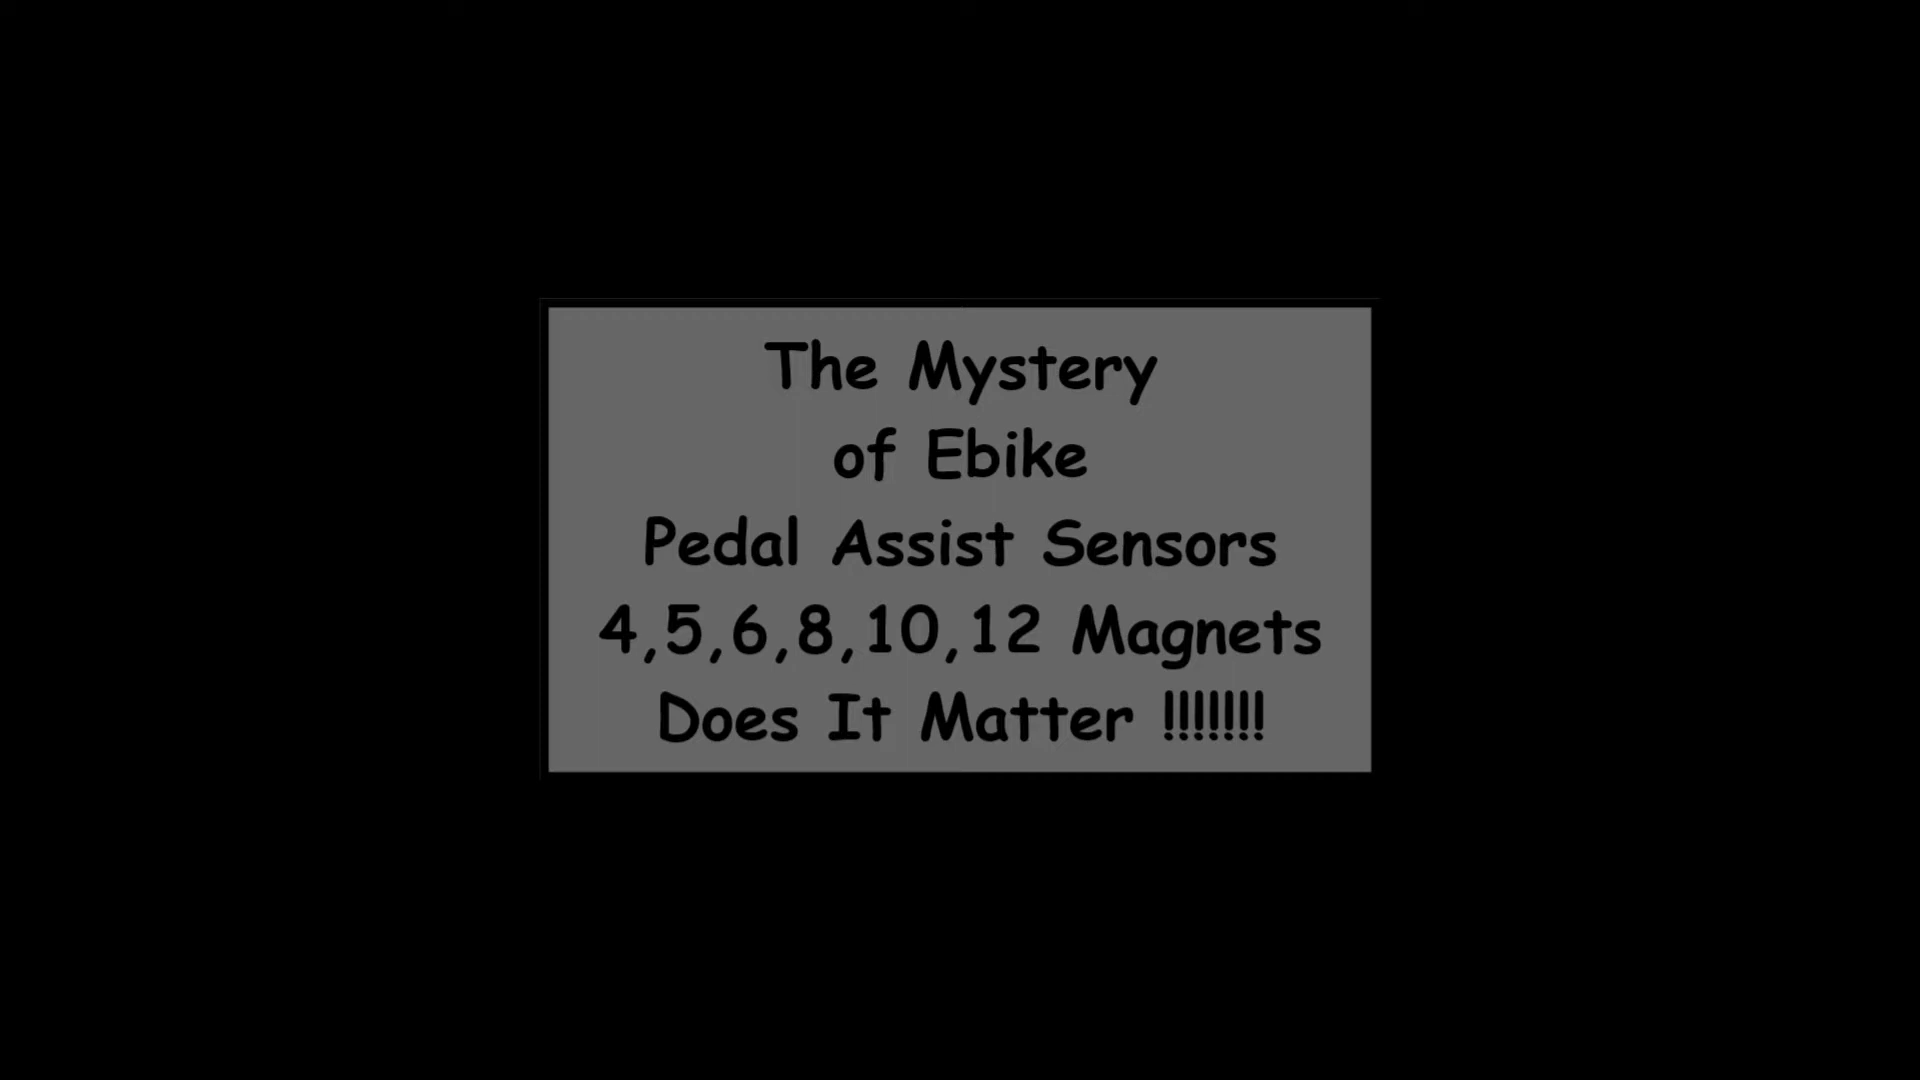 The Mystery
of Ebike
Pedal Assist Sensors
4,5,6,8,10,12 Magnets
Does It Matter !!!!!!!